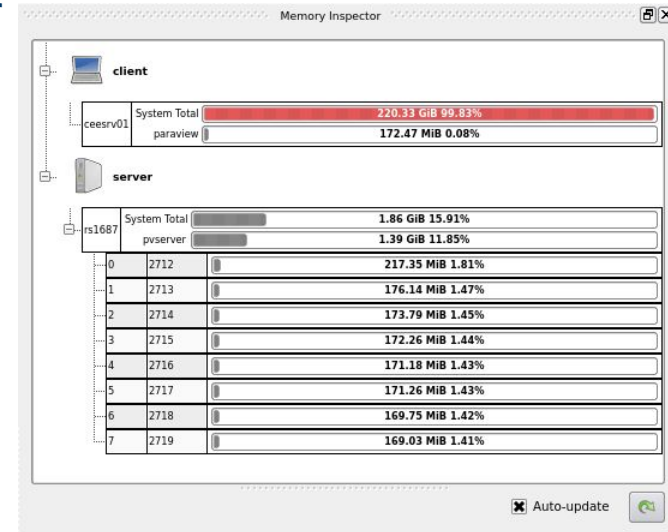 Memory Inspector
client
ceesrv01
System Total 220.33 GiB 99.83%
paraview 172.47 MiB 0.08%
server
rs1687
System Total 1.86 GiB 15.91%
pvserver 1.39 GiB 11.85%
0 2712 217.35 MiB 1.81%
1 2713 176.14 MiB 1.47%
2 2714 173.79 MiB 1.45%
3 2715 172.26 MiB 1.44%
4 2716 171.18 MiB 1.43%
5 2717 171.26 MiB 1.43%
6 2718 169.75 MiB 1.42%
7 2719 169.03 MiB 1.41%
Auto-update